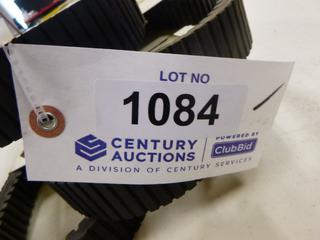 LOT NO
1084
CENTURY
AUCTIONS
POWERED BY
ClubBid
A DIVISION OF CENTURY SERVICES